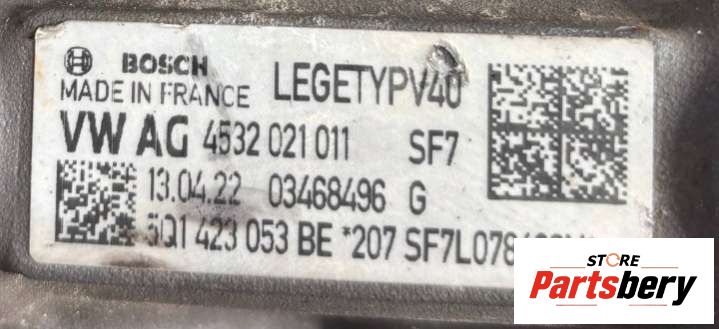 BOSCH LEGETYPV40
MADE IN FRANCE
VW AG 4532 021 011 SF7
13.04.22 03468496 G
5Q1 423 053 BE *207
STORE
Partsbery